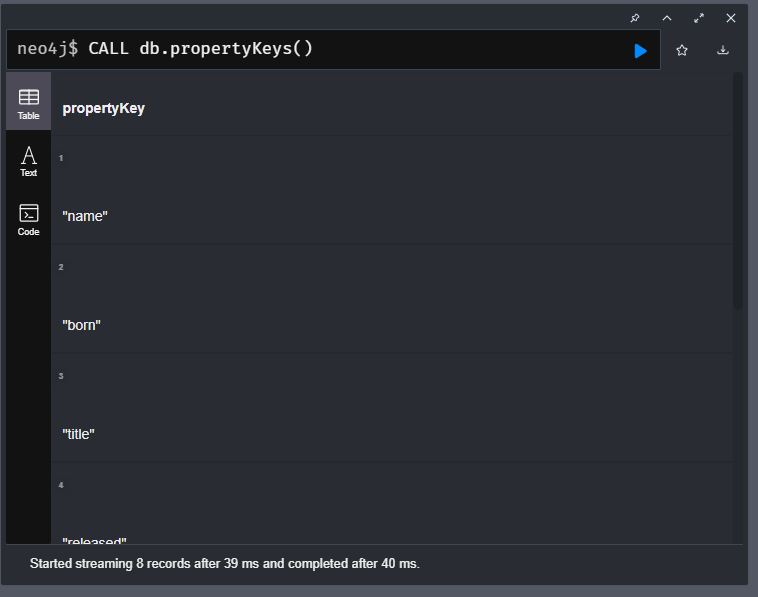 neo4j$ CALL db.propertyKeys()
Table
propertyKey
1
Text
"name"
Code
2
"born"
3
"title"
4
"released"
Started streaming 8 records after 39 ms and completed after 40 ms.